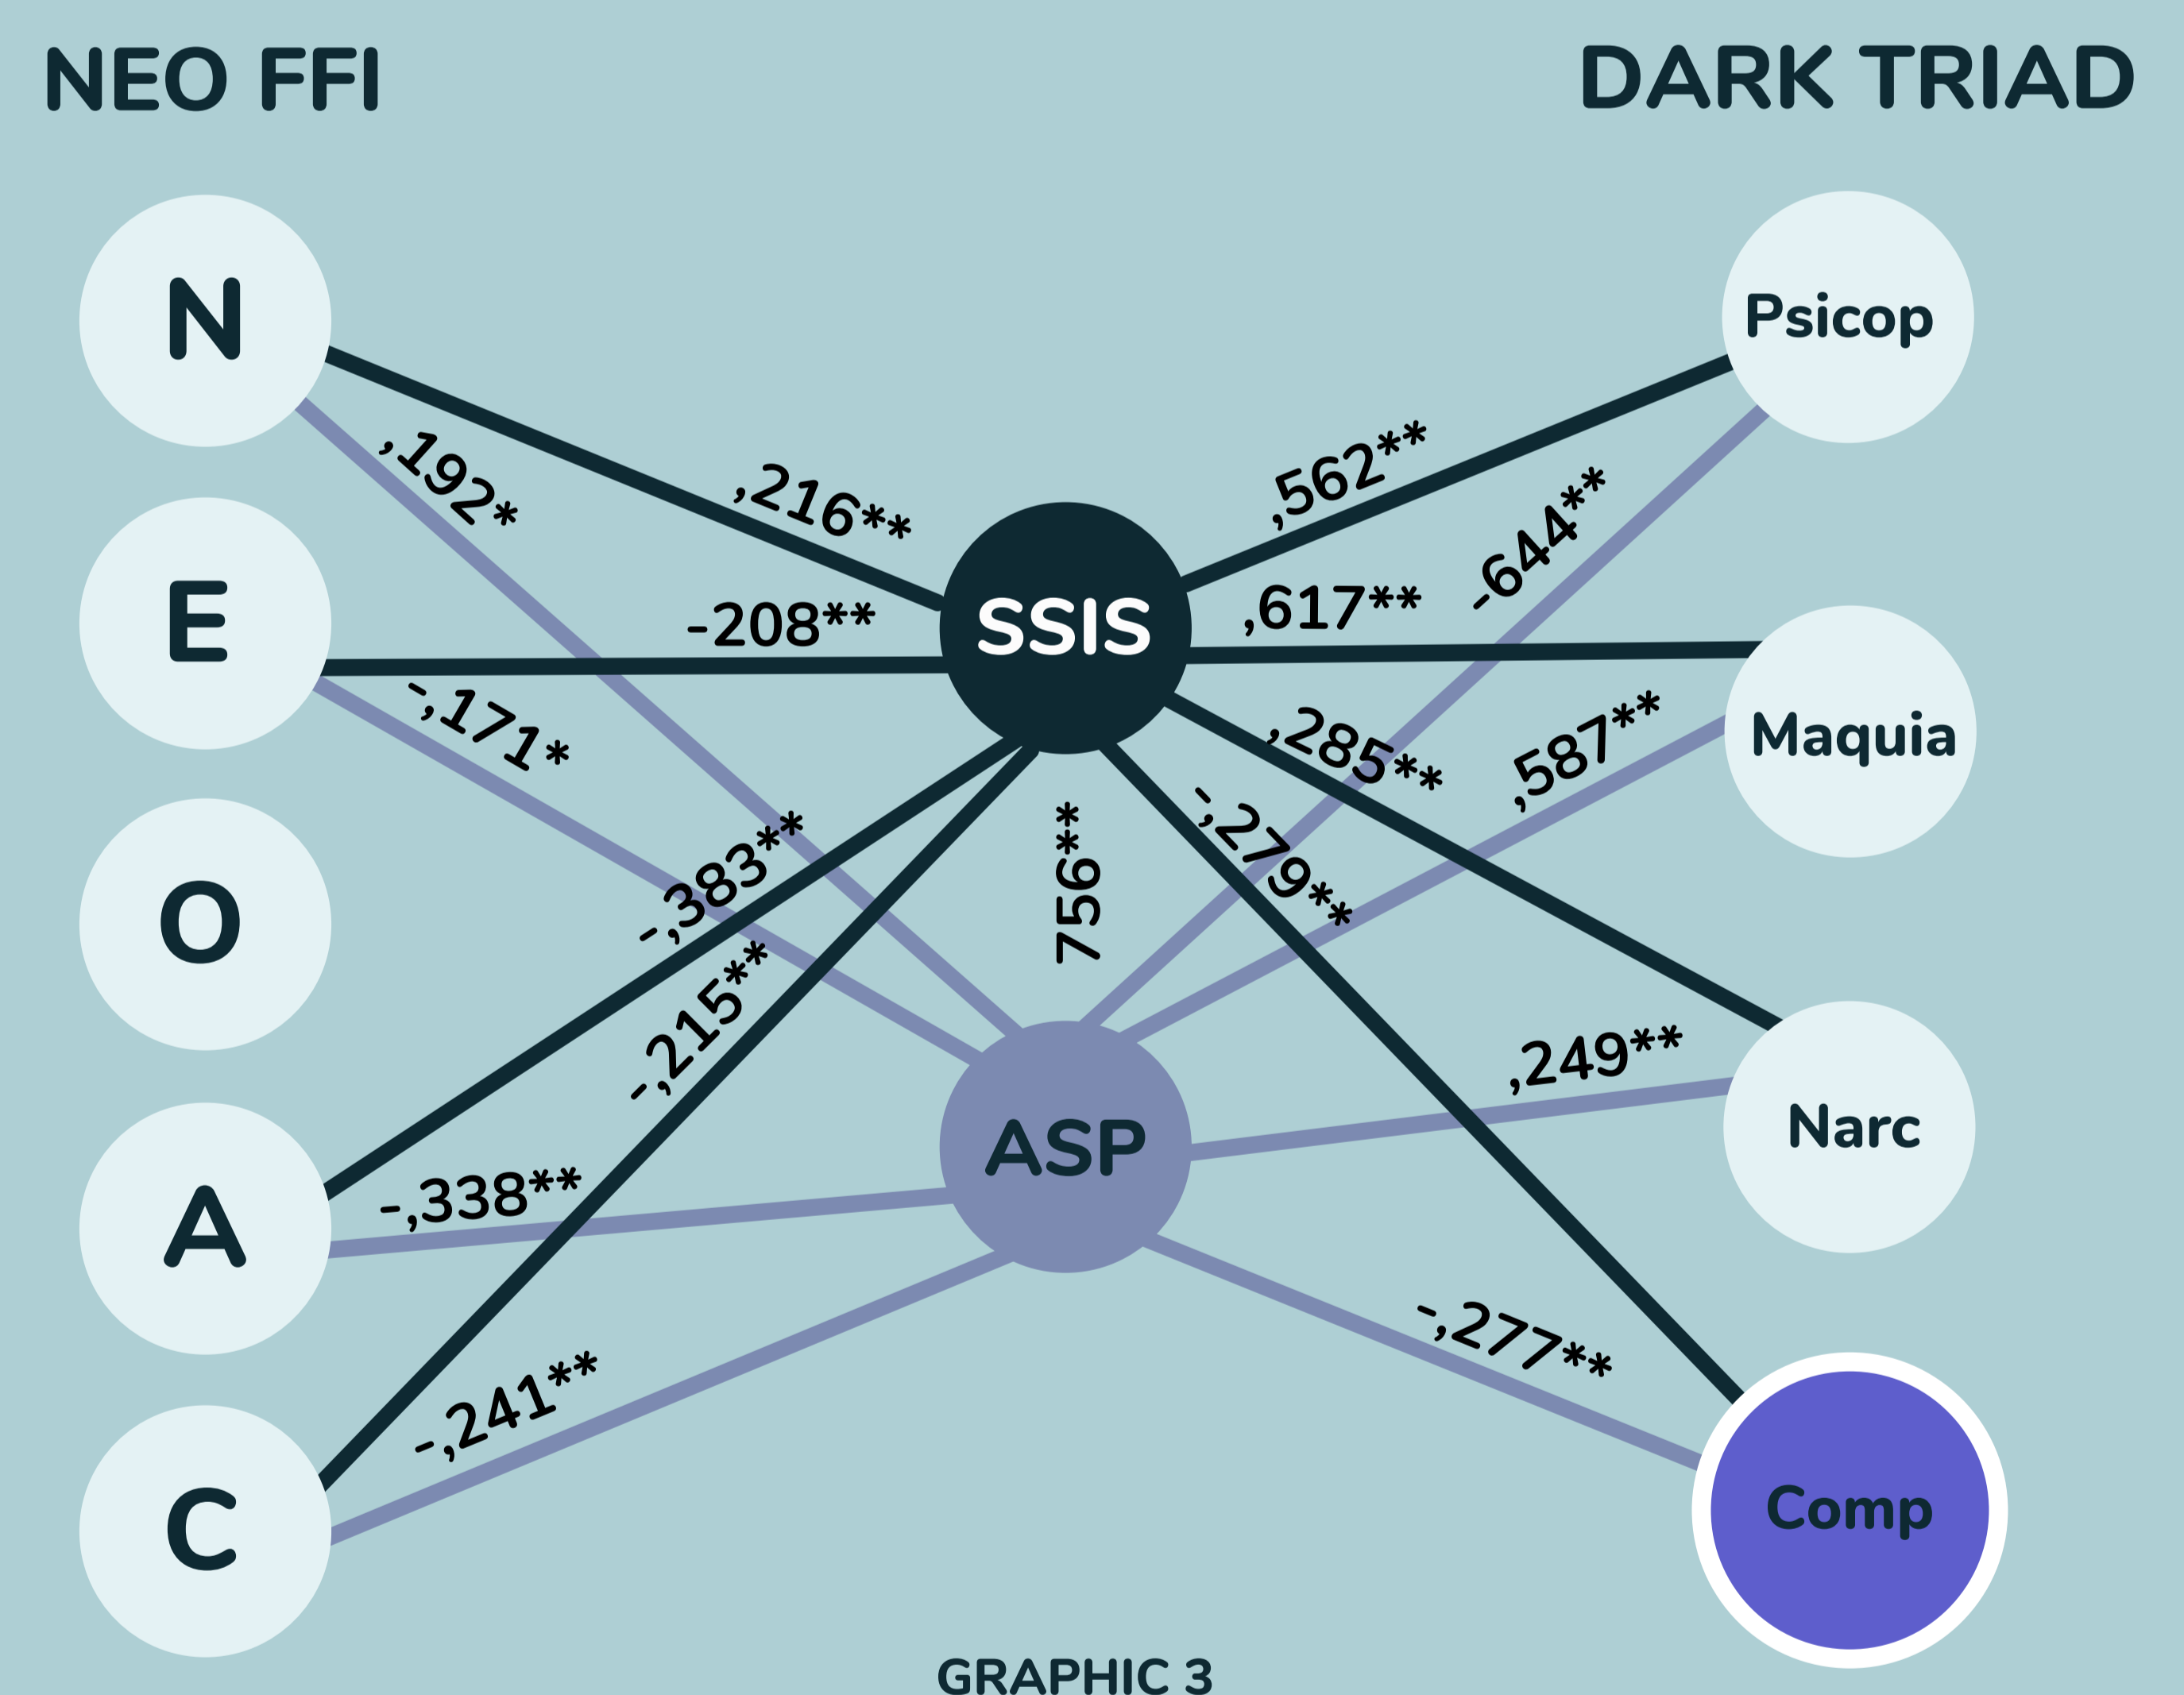 NEO FFI
DARK TRIAD
N
E
O
A
C
SSIS
ASP
Psicop
Maquia
Narc
Comp
,192*
,216**
-208**
-,171*
-,383**
-,215**
-,338**
-,241**
756**
,562**
-644**
,617**
,285**
,587**
-,279**
,249**
-,277**
GRAPHIC 3